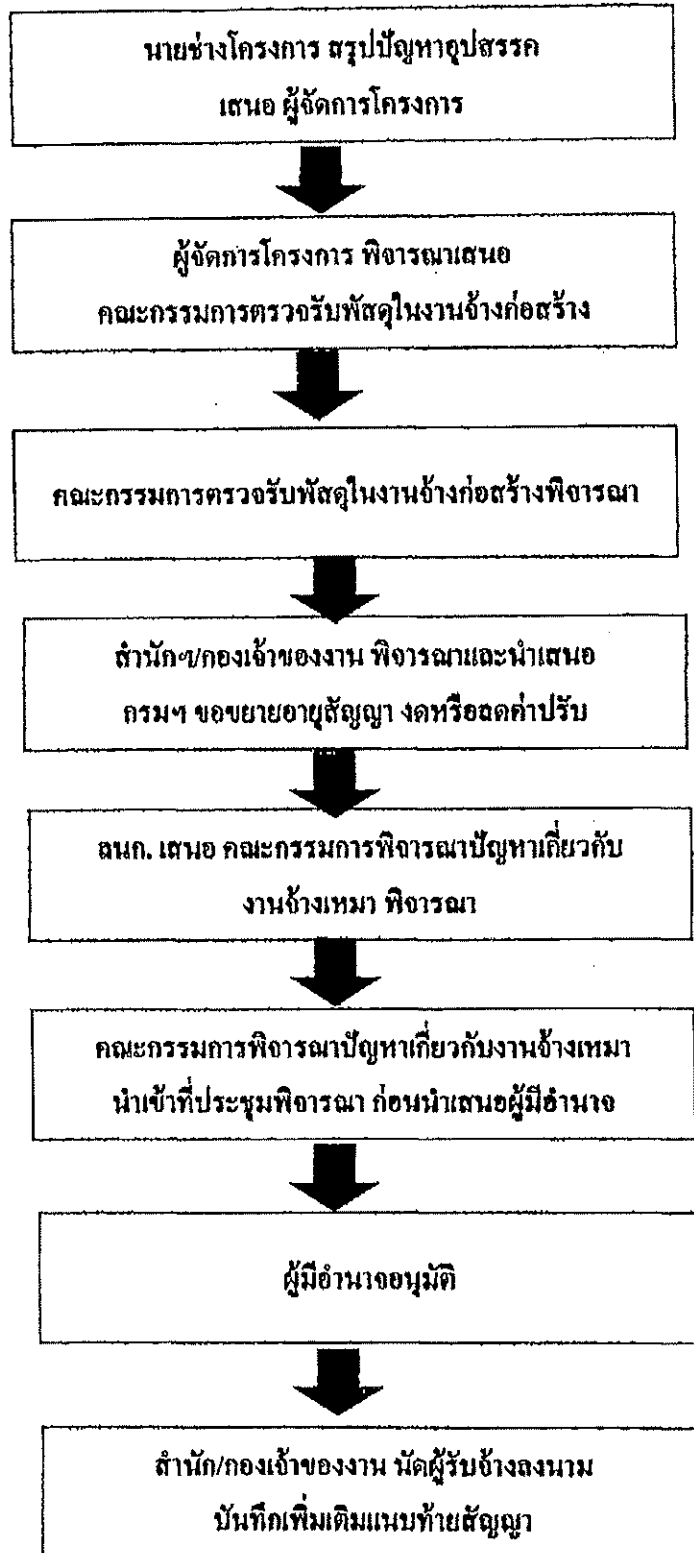 นายช่างโครงการ สรุปปัญหาอุปสรรค
เสนอ ผู้จัดการโครงการ
ผู้จัดการโครงการ พิจารณาเสนอ
คณะกรรมการตรวจรับพัสดุในงานจ้างก่อสร้าง
คณะกรรมการตรวจรับพัสดุในงานจ้างก่อสร้างพิจารณา
สำนักฯ/กองเจ้าของงาน พิจารณาและนำเสนอ
กรมฯ ขอขยายอายุสัญญา งดหรือลดค่าปรับ
ลนก. เสนอ คณะกรรมการพิจารณาปัญหาเกี่ยวกับ
งานจ้างเหมา พิจารณา
คณะกรรมการพิจารณาปัญหาเกี่ยวกับงานจ้างเหมา
นำเข้าที่ประชุมพิจารณา ก่อนนำเสนอผู้มีอำนาจ
ผู้มีอำนาจอนุมัติ
สำนัก/กองเจ้าของงาน นัดผู้รับจ้างลงนาม
บันทึกเพิ่มเติมแนบท้ายสัญญา